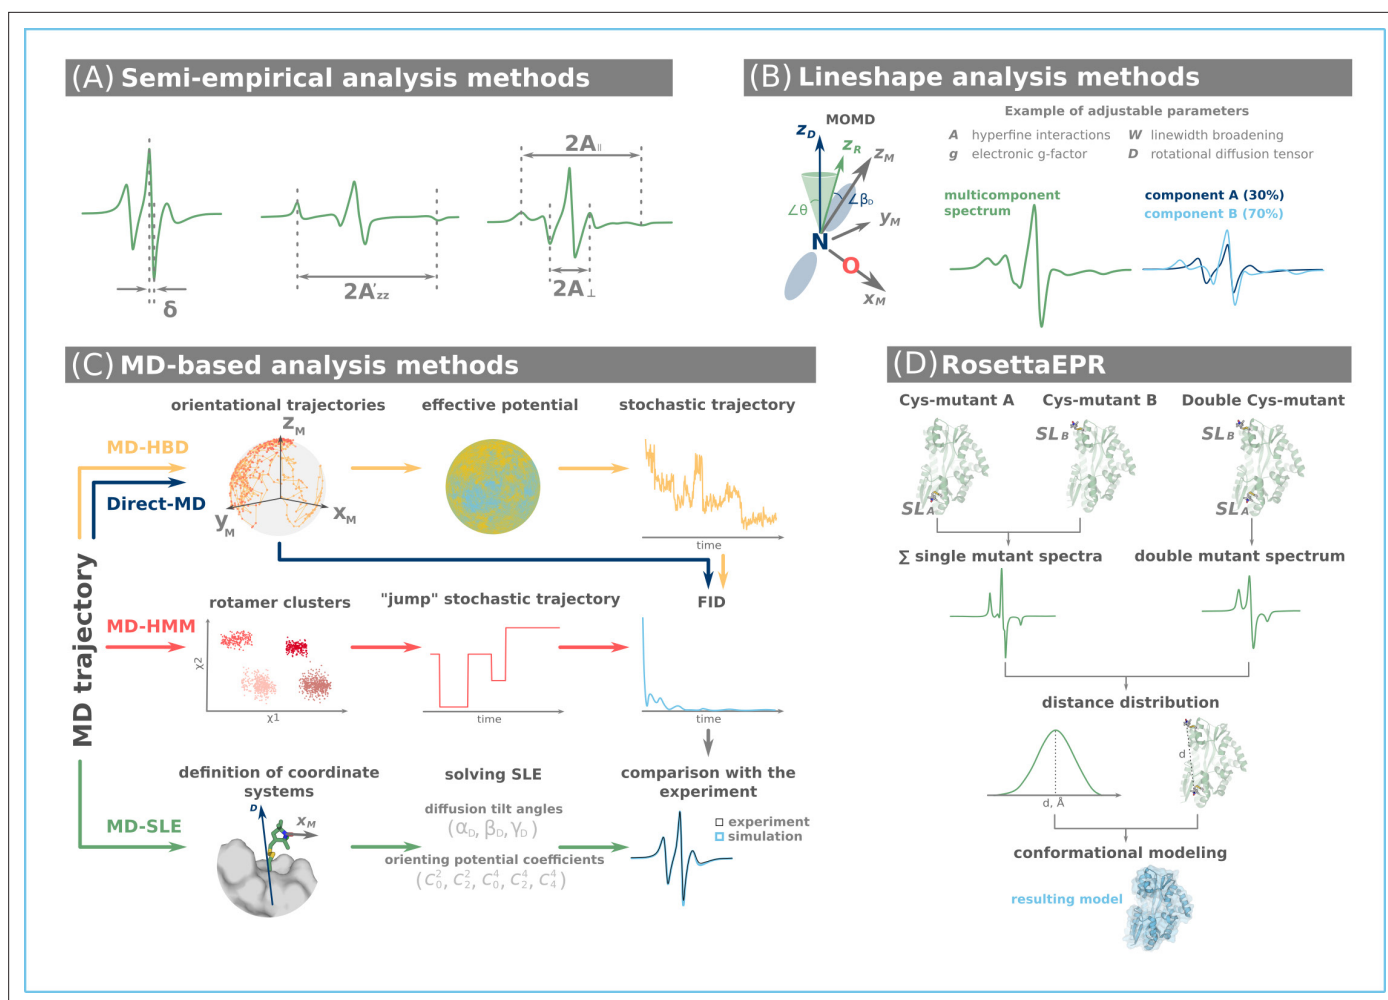 (A) Semi-empirical analysis methods
δ
2A'zz
2A||
2A⊥
(B) Lineshape analysis methods
MOMD
zD
zR
zM
∠θ
∠βD
yM
N
O
xM
Example of adjustable parameters
A hyperfine interactions W linewidth broadening
g electronic g-factor D rotational diffusion tensor
multicomponent
spectrum
component A (30%)
component B (70%)
(C) MD-based analysis methods
MD trajectory
MD-HBD
Direct-MD
orientational trajectories
zM
yM
xM
effective potential
stochastic trajectory
time
FID
MD-HMM
rotamer clusters
χ2
χ1
"jump" stochastic trajectory
time
time
MD-SLE
definition of coordinate
systems
D
xM
solving SLE
diffusion tilt angles
(αD, βD, γD)
orienting potential coefficients
(C²₀, C²₂, C⁴₀, C⁴₂, C⁴₄)
comparison with the
experiment
experiment
simulation
(D) RosettaEPR
Cys-mutant A Cys-mutant B Double Cys-mutant
SLA
SLB
SLB
SLA
∑ single mutant spectra
double mutant spectrum
distance distribution
d, Å
d
conformational modeling
resulting model